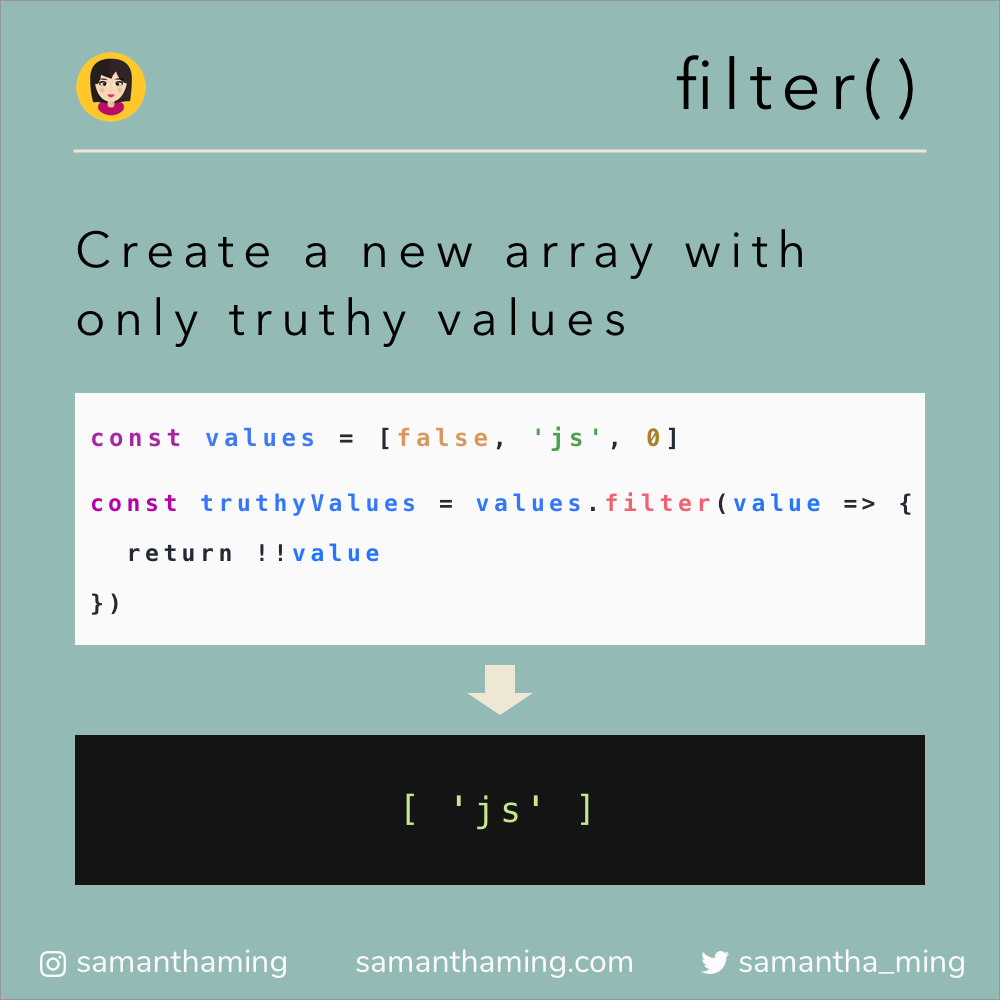 filter()
Create a new array with
only truthy values
const values = [false, 'js', 0]
const truthyValues = values.filter(value => {
  return !!value
})
[ 'js' ]
samanthaming samanthaming.com samantha_ming